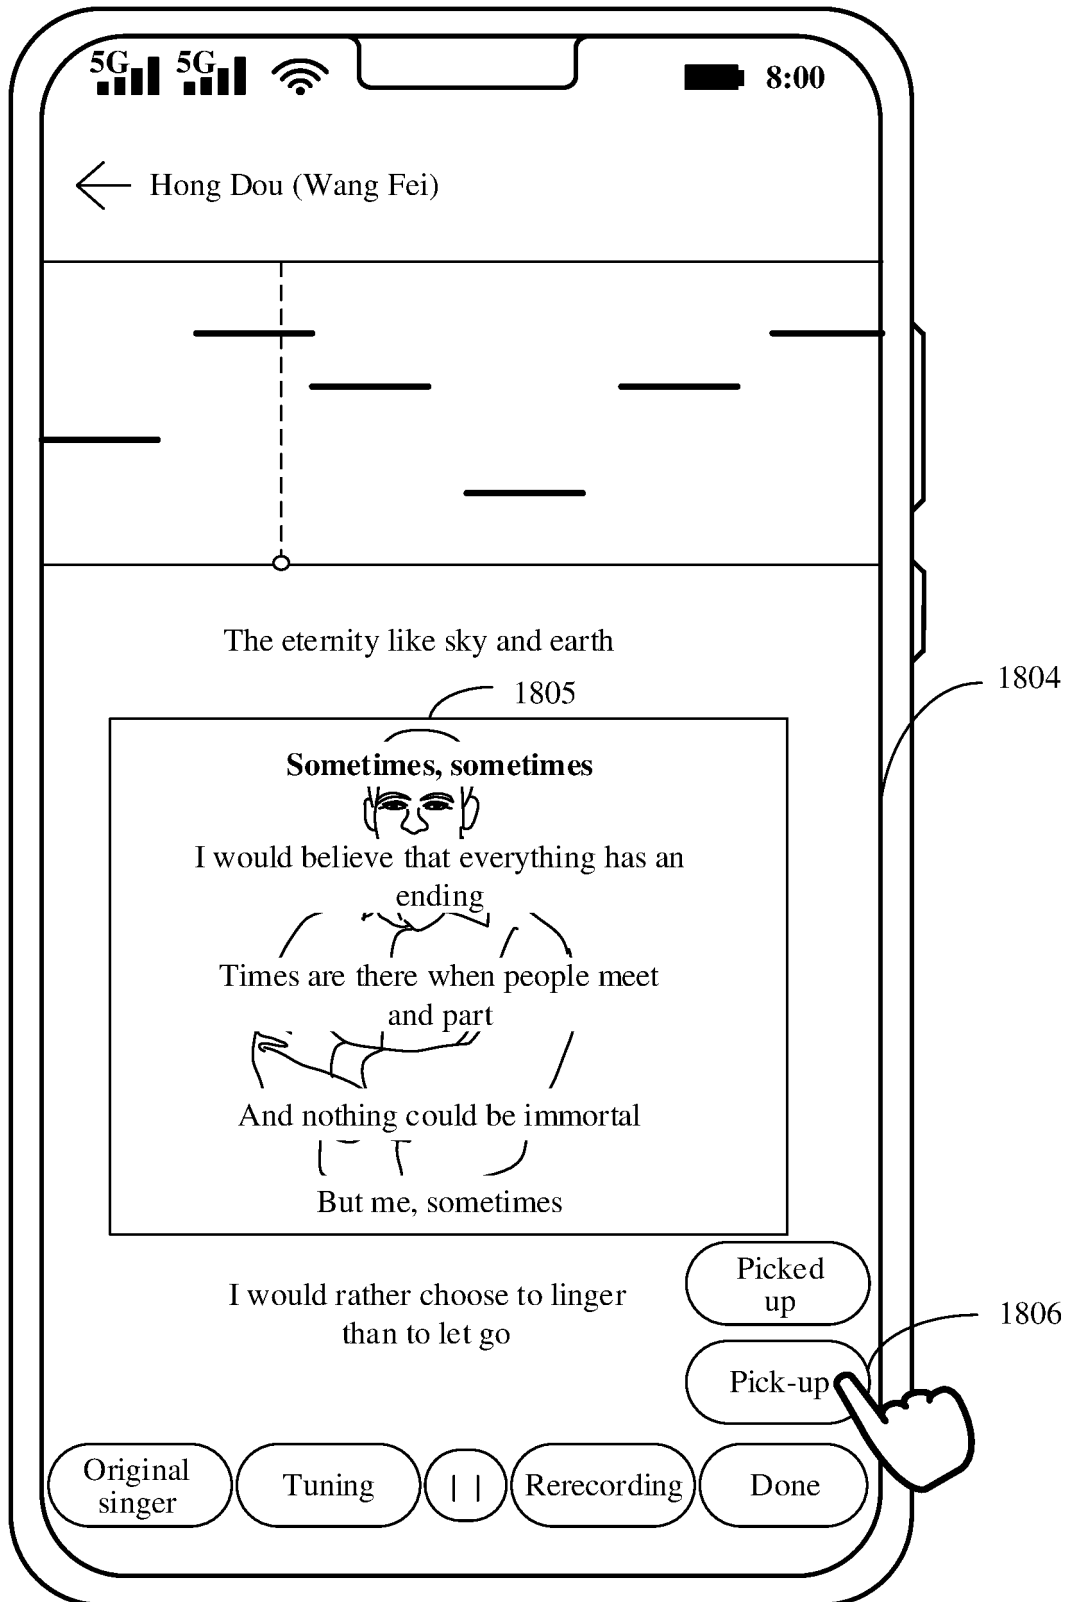 5G 5G 8:00
Hong Dou (Wang Fei)
The eternity like sky and earth
1804
1805
Sometimes, sometimes
I would believe that everything has an
ending
Times are there when people meet
and part
And nothing could be immortal
But me, sometimes
Picked
up
I would rather choose to linger
than to let go
1806
Pick-up
Original
singer
Tuning
Rerecording
Done